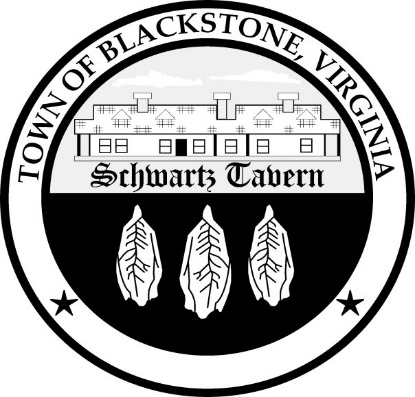 TOWN OF BLACKSTONE, VIRGINIA
Schwartz Tavern